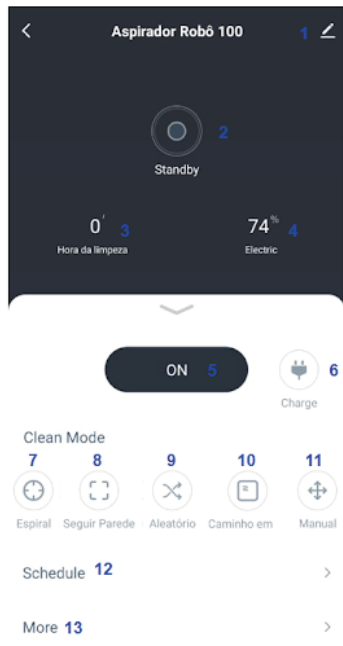 Aspirador Robô 100 1
2
Standby
0' 3 74% 4
Hora da limpeza Electric
ON 5 6
Charge
Clean Mode
7 8 9 10 11
Espiral Seguir Parede Aleatório Caminho em Manual
Schedule 12
More 13